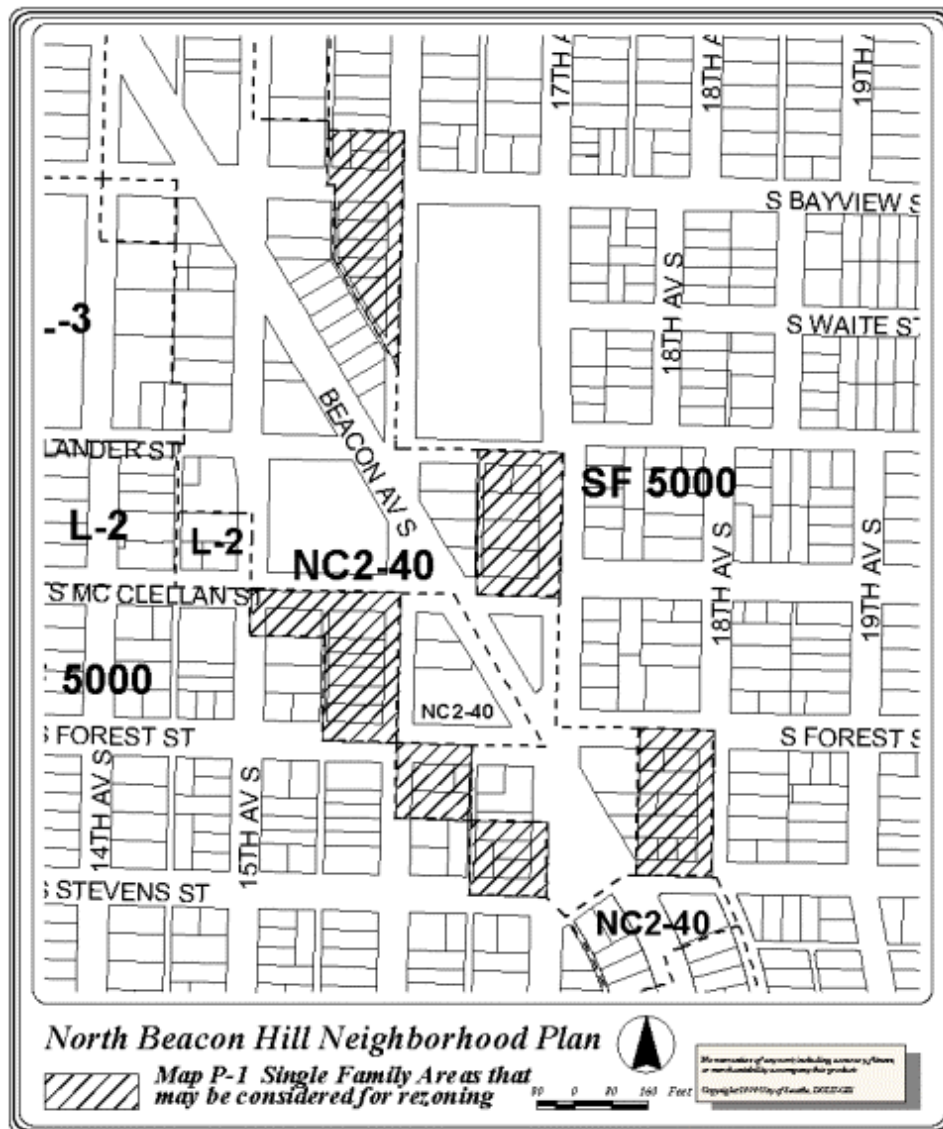 17TH A
18TH A
19TH A
S BAYVIEW S
18TH AV S
S WAITE ST
-3
BEACON AV S
LANDER ST
SF 5000
L-2
L-2
NC2-40
18TH AV S
19TH AV S
S MC CLELLAN ST
5000
NC2-40
S FOREST ST
S FOREST S
14TH AV S
15TH AV S
S STEVENS ST
NC2-40
North Beacon Hill Neighborhood Plan
Map P-1 Single Family Areas that
may be considered for rezoning
0 80 160 Feet